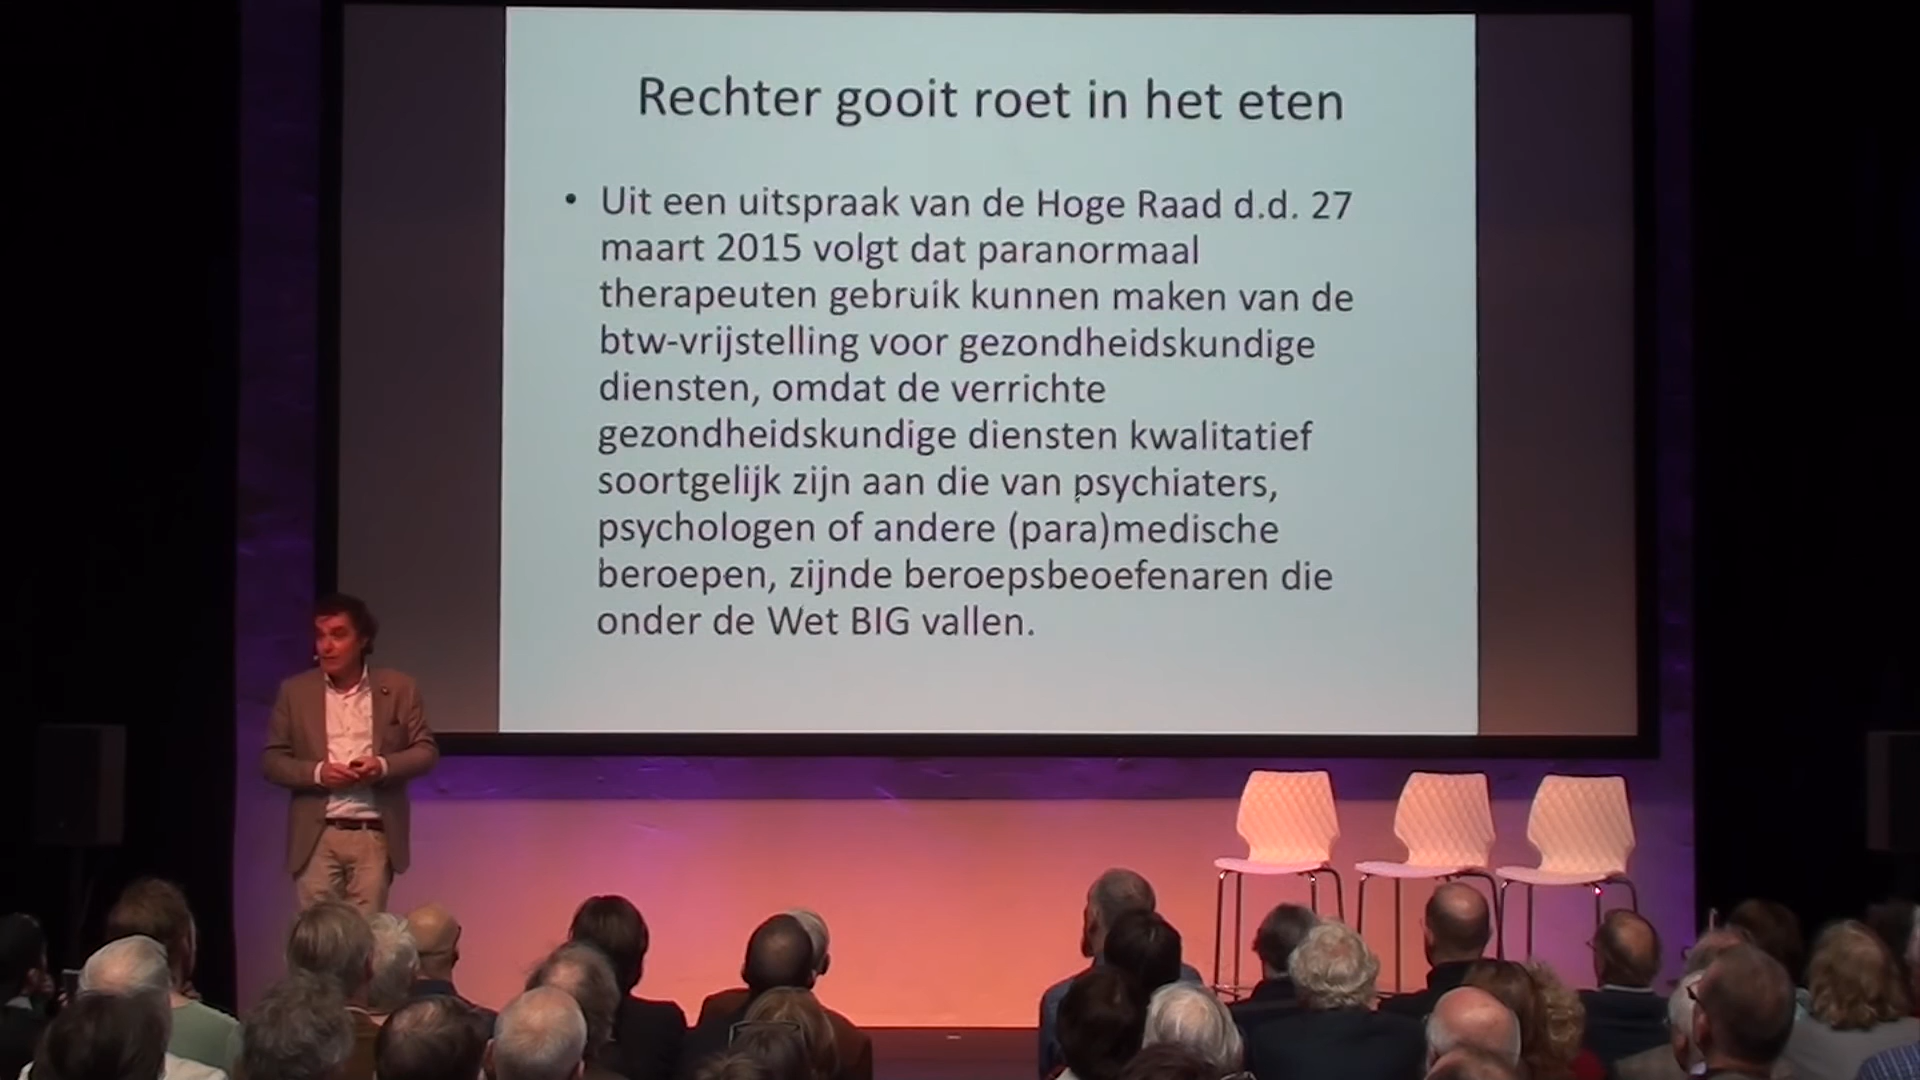 Rechter gooit roet in het eten
• Uit een uitspraak van de Hoge Raad d.d. 27
maart 2015 volgt dat paranormaal
therapeuten gebruik kunnen maken van de
btw-vrijstelling voor gezondheidskundige
diensten, omdat de verrichte
gezondheidskundige diensten kwalitatief
soortgelijk zijn aan die van psychiaters,
psychologen of andere (para)medische
beroepen, zijnde beroepsbeoefenaren die
onder de Wet BIG vallen.